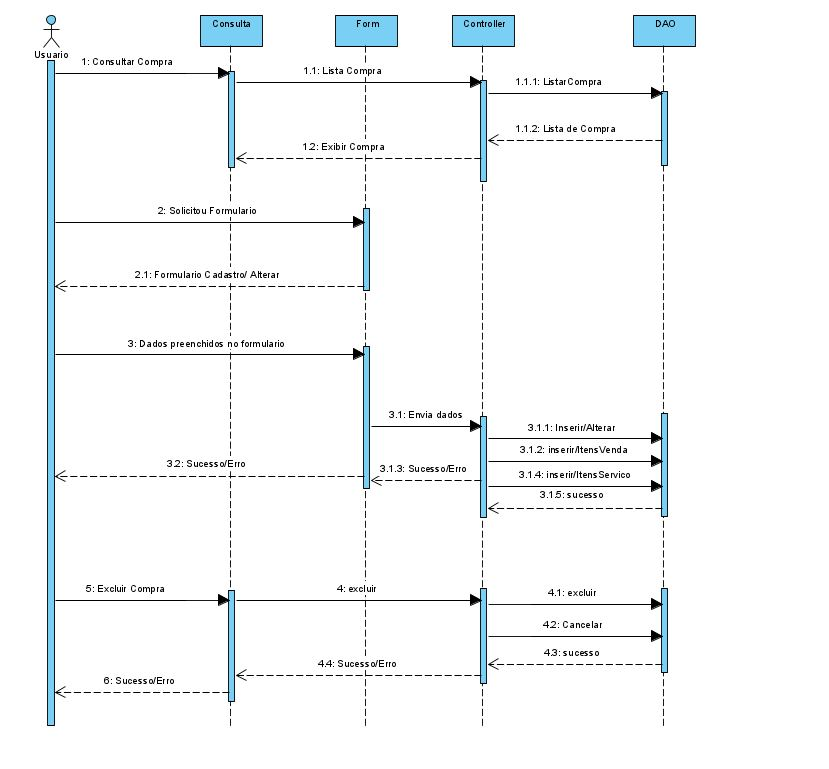 Consulta
Form
Controller
DAO
Usuario
1: Consultar Compra
1.1: Lista Compra
1.1.1: ListarCompra
1.1.2: Lista de Compra
1.2: Exibir Compra
2: Solicitou Formulario
2.1: Formulario Cadastro/ Alterar
3: Dados preenchidos no formulario
3.1: Envia dados
3.1.1: Inserir/Alterar
3.1.2: inserir/ItensVenda
3.2: Sucesso/Erro
3.1.3: Sucesso/Erro
3.1.4: inserir/ItensServico
3.1.5: sucesso
5: Excluir Compra
4: excluir
4.1: excluir
4.2: Cancelar
4.3: sucesso
4.4: Sucesso/Erro
6: Sucesso/Erro